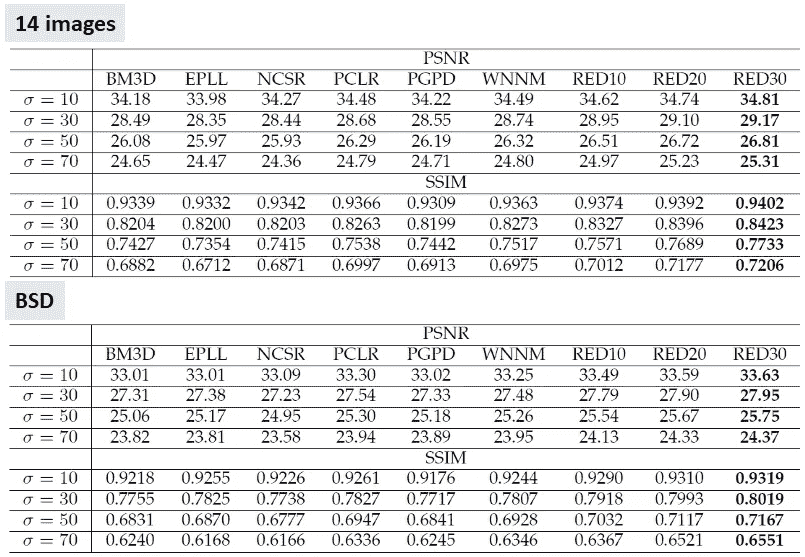 14 images
PSNR
BM3D EPLL NCSR PCLR PGPD WNNM RED10 RED20 RED30
σ = 10 34.18 33.98 34.27 34.48 34.22 34.49 34.62 34.74 34.81
σ = 30 28.49 28.35 28.44 28.68 28.55 28.74 28.95 29.10 29.17
σ = 50 26.08 25.97 25.93 26.29 26.19 26.32 26.51 26.72 26.81
σ = 70 24.65 24.47 24.36 24.79 24.71 24.80 24.97 25.23 25.31
SSIM
σ = 10 0.9339 0.9332 0.9342 0.9366 0.9309 0.9363 0.9374 0.9392 0.9402
σ = 30 0.8204 0.8200 0.8203 0.8263 0.8199 0.8273 0.8327 0.8396 0.8423
σ = 50 0.7427 0.7354 0.7415 0.7538 0.7442 0.7517 0.7571 0.7689 0.7733
σ = 70 0.6882 0.6712 0.6871 0.6997 0.6913 0.6975 0.7012 0.7177 0.7206
BSD
PSNR
BM3D EPLL NCSR PCLR PGPD WNNM RED10 RED20 RED30
σ = 10 33.01 33.01 33.09 33.30 33.02 33.25 33.49 33.59 33.63
σ = 30 27.31 27.38 27.23 27.54 27.33 27.48 27.79 27.90 27.95
σ = 50 25.06 25.17 24.95 25.30 25.18 25.26 25.54 25.67 25.75
σ = 70 23.82 23.81 23.58 23.94 23.89 23.95 24.13 24.33 24.37
SSIM
σ = 10 0.9218 0.9255 0.9226 0.9261 0.9176 0.9244 0.9290 0.9310 0.9319
σ = 30 0.7755 0.7825 0.7738 0.7827 0.7717 0.7807 0.7918 0.7993 0.8019
σ = 50 0.6831 0.6870 0.6777 0.6947 0.6841 0.6928 0.7032 0.7117 0.7167
σ = 70 0.6240 0.6168 0.6166 0.6336 0.6245 0.6346 0.6367 0.6521 0.6551